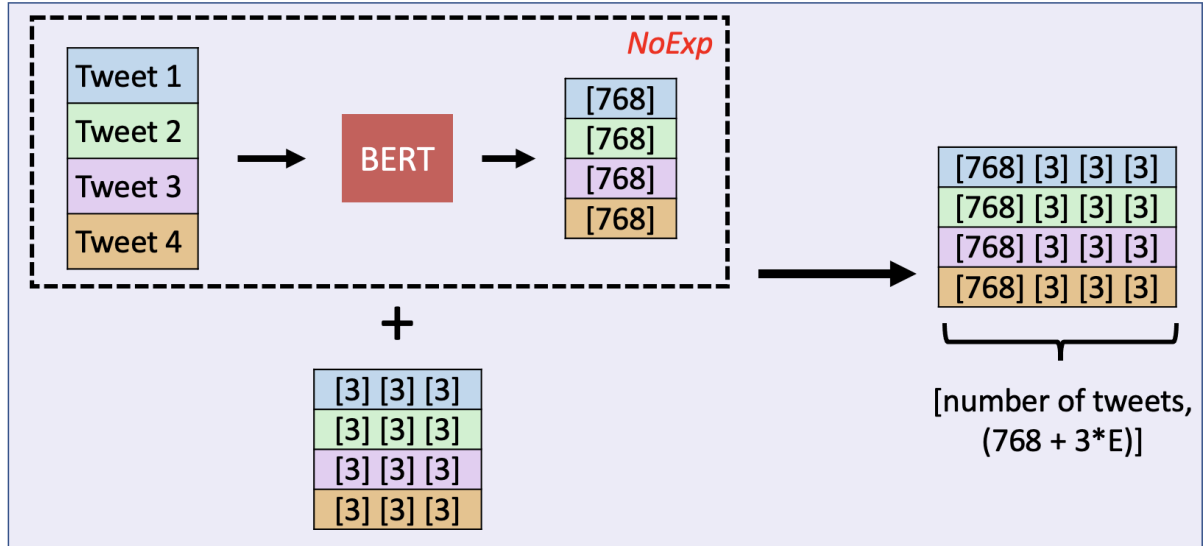 NoExp
Tweet 1
Tweet 2
Tweet 3
Tweet 4
BERT
[768]
[768]
[768]
[768]
+
[3] [3] [3]
[3] [3] [3]
[3] [3] [3]
[3] [3] [3]
[768] [3] [3] [3]
[768] [3] [3] [3]
[768] [3] [3] [3]
[768] [3] [3] [3]
[number of tweets,
(768 + 3*E)]